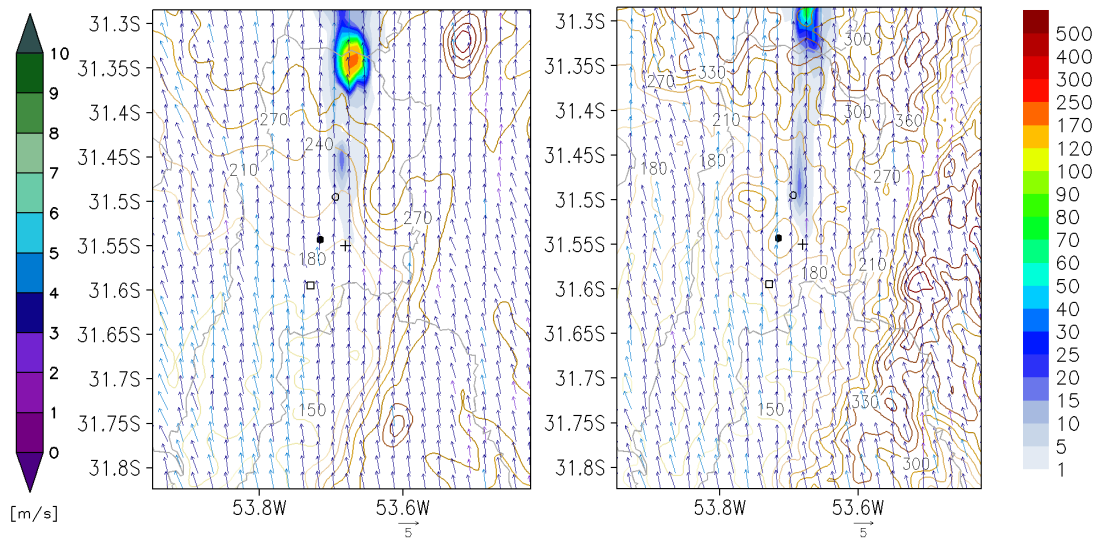 10
9
8
7
6
5
4
3
2
1
0
[m/s]
31.3S
31.35S
31.4S
31.45S
31.5S
31.55S
31.6S
31.65S
31.7S
31.75S
31.8S
270
240
210
270
180
150
53.8W
53.6W
5
31.3S
31.35S
31.4S
31.45S
31.5S
31.55S
31.6S
31.65S
31.7S
31.75S
31.8S
300
330
270
300
360
210
180
180
270
210
180
150
330
300
53.8W
53.6W
5
500
400
300
250
170
120
100
90
80
70
60
50
40
30
25
20
15
10
5
1